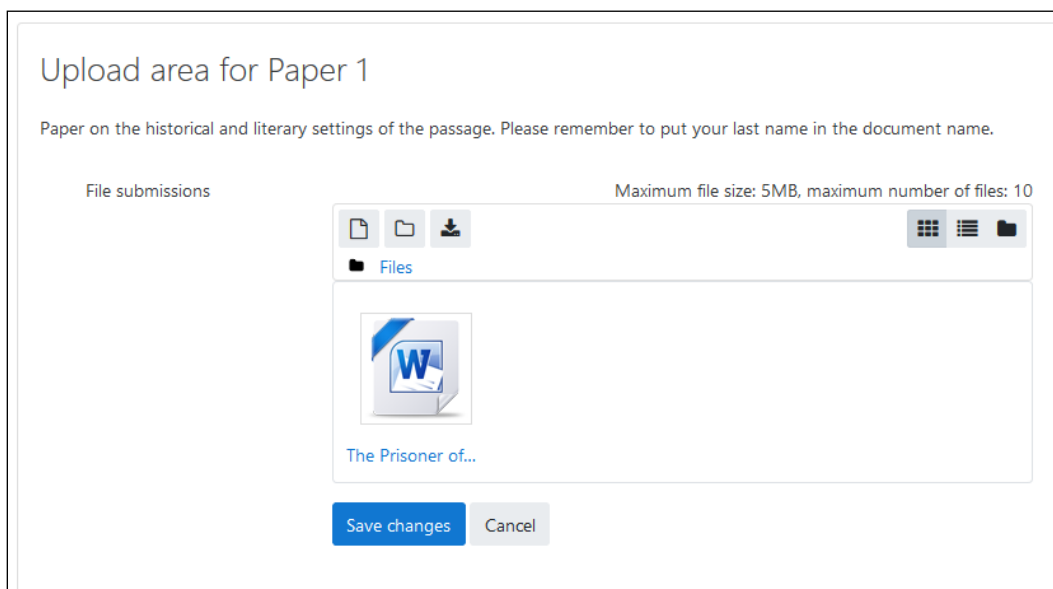 Upload area for Paper 1
Paper on the historical and literary settings of the passage. Please remember to put your last name in the document name.
File submissions
Maximum file size: 5MB, maximum number of files: 10
Files
W
The Prisoner of...
Save changes
Cancel